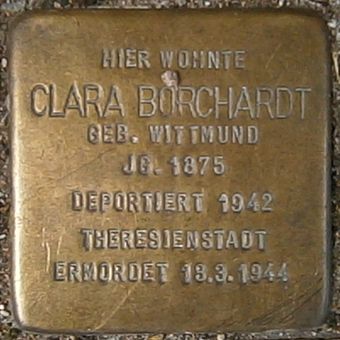 HIER WOHNTE
CLARA BORCHARDT
GEB. WITTMUND
JG. 1875
DEPORTIERT 1942
THERESIENSTADT
ERMORDET 18.3.1944